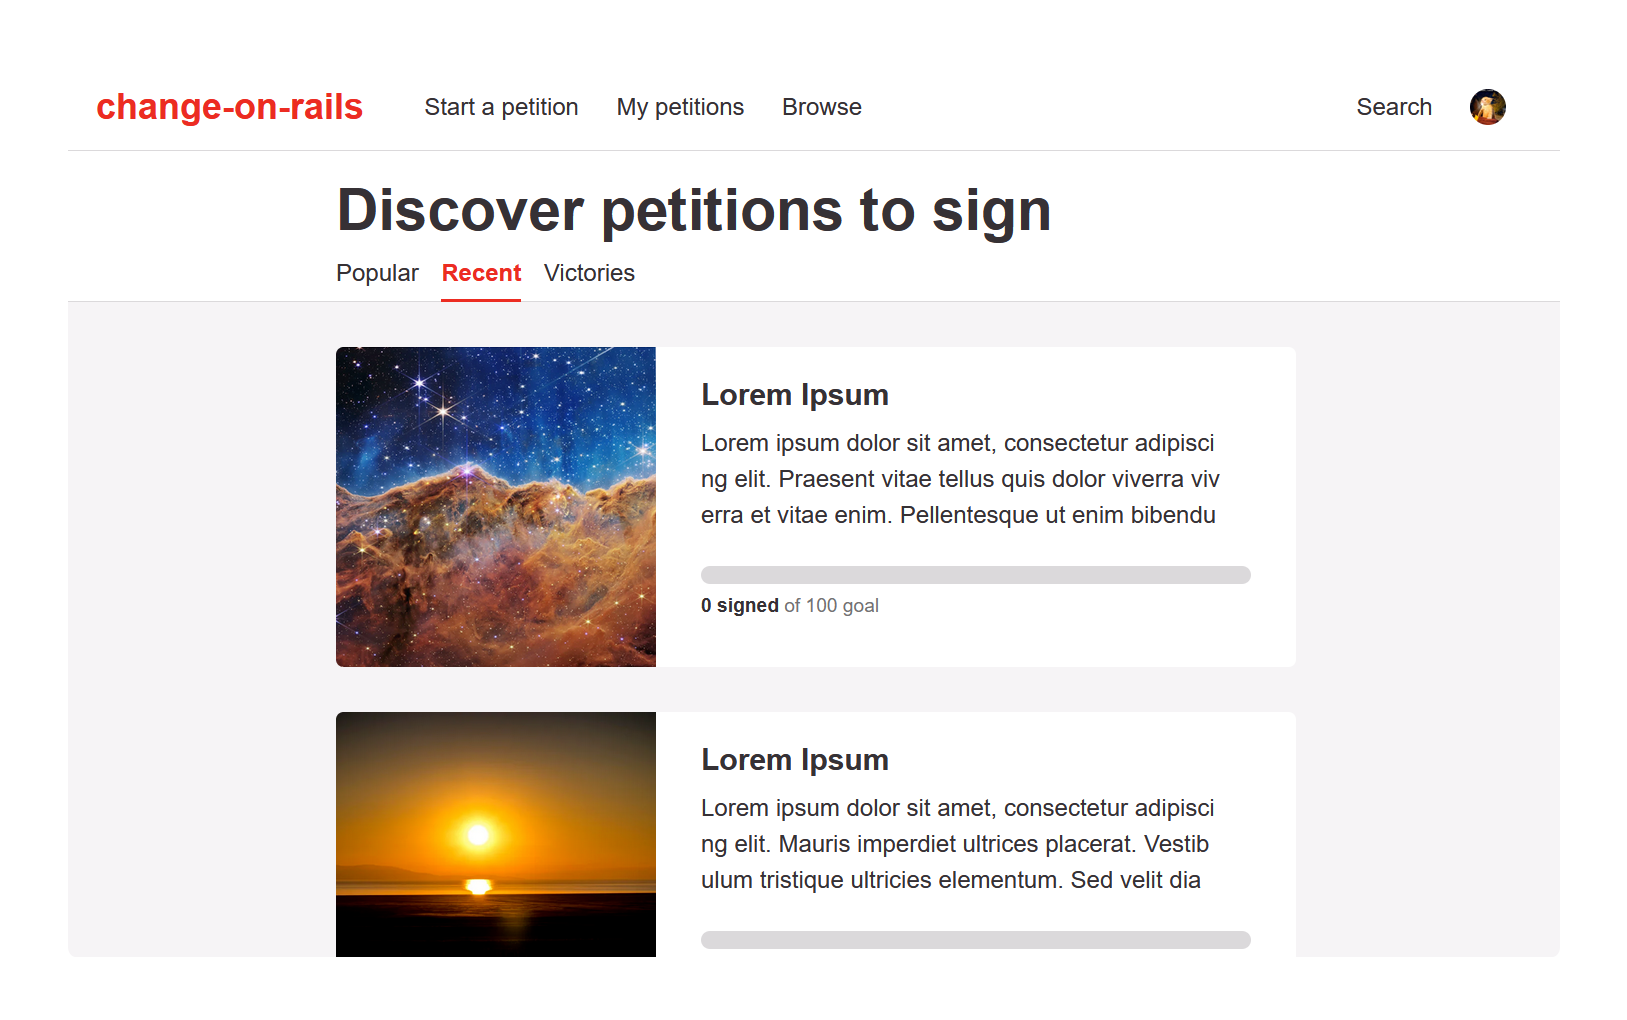 change-on-rails Start a petition My petitions Browse Search
Discover petitions to sign
Popular Recent Victories
Lorem Ipsum
Lorem ipsum dolor sit amet, consectetur adipisci
ng elit. Praesent vitae tellus quis dolor viverra viv
erra et vitae enim. Pellentesque ut enim bibendu
0 signed of 100 goal
Lorem Ipsum
Lorem ipsum dolor sit amet, consectetur adipisci
ng elit. Mauris imperdiet ultrices placerat. Vestib
ulum tristique ultricies elementum. Sed velit dia